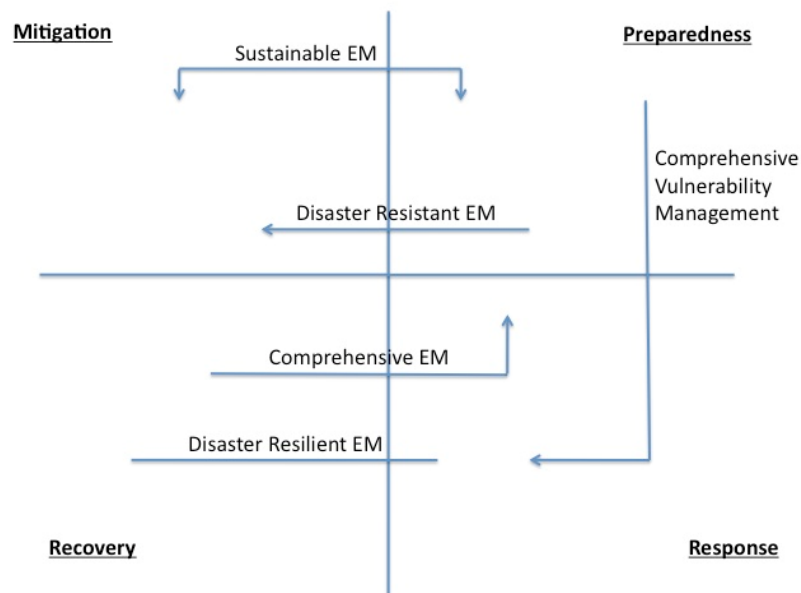 Mitigation
Preparedness
Sustainable EM
Comprehensive
Vulnerability
Management
Disaster Resistant EM
Comprehensive EM
Disaster Resilient EM
Recovery
Response